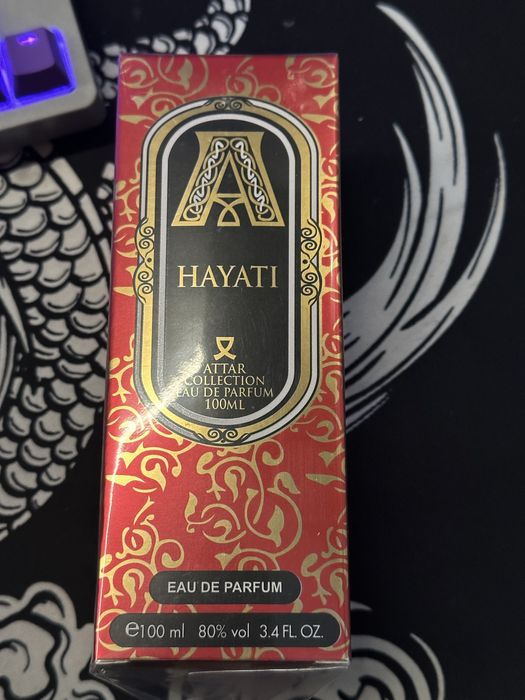 A
HAYATI
ATTAR
COLLECTION
EAU DE PARFUM
100ML
EAU DE PARFUM
℮100 ml 80% vol 3.4 FL. OZ.